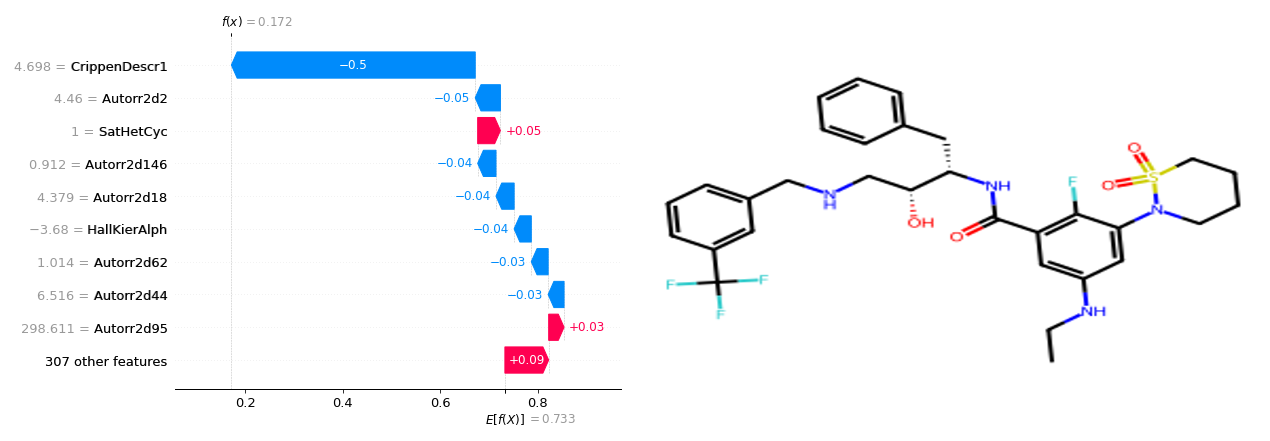 f(x) = 0.172
4.698 = CrippenDescr1
−0.5
4.46 = Autorr2d2
−0.05
1 = SatHetCyc
+0.05
0.912 = Autorr2d146
−0.04
4.379 = Autorr2d18
−0.04
−3.68 = HallKierAlph
−0.04
1.014 = Autorr2d62
−0.03
6.516 = Autorr2d44
−0.03
298.611 = Autorr2d95
+0.03
307 other features
+0.09
0.2 0.4 0.6 0.8
E[f(X)] = 0.733
F
F
F
N
H
OH
O
NH
F
O
O
S
N
NH